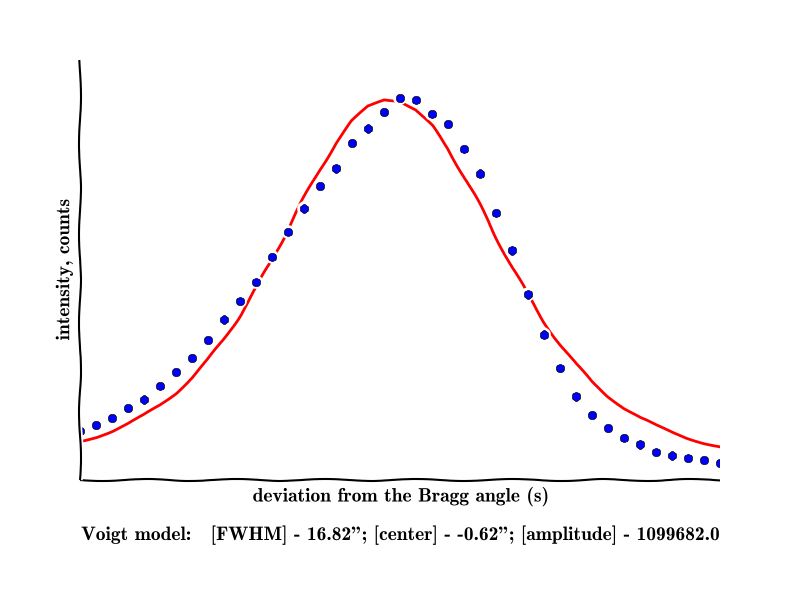 intensity, counts
deviation from the Bragg angle (s)
Voigt model: [FWHM] - 16.82”; [center] - -0.62”; [amplitude] - 1099682.0